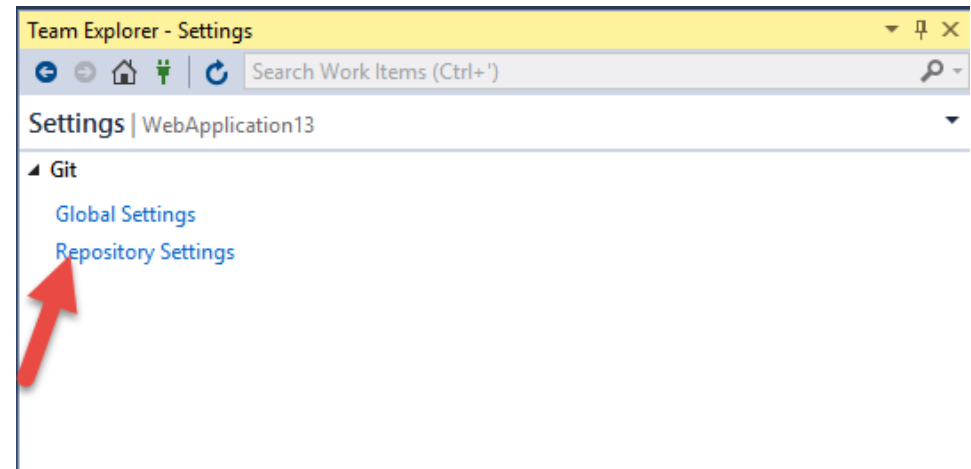 Team Explorer - Settings
Search Work Items (Ctrl+')
Settings | WebApplication13
Git
Global Settings
Repository Settings